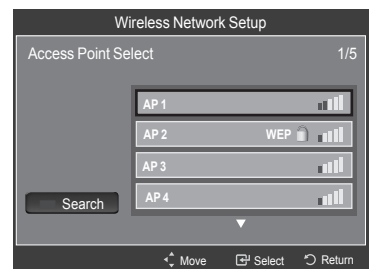 Wireless Network Setup
Access Point Select 1/5
AP 1
AP 2 WEP
AP 3
AP 4
Search
Move Select Return